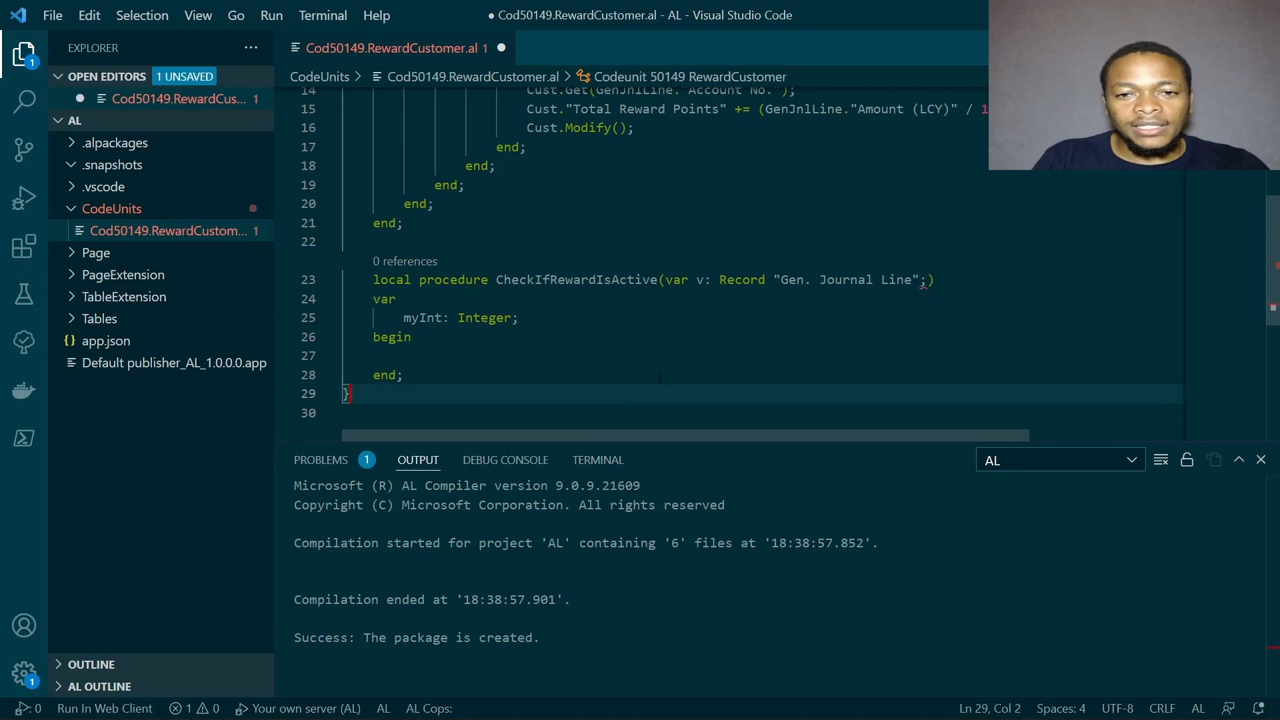 File Edit Selection View Go Run Terminal Help
● Cod50149.RewardCustomer.al - AL - Visual Studio Code
EXPLORER ...
OPEN EDITORS 1 UNSAVED
Cod50149.RewardCus... 1
AL
.alpackages
.snapshots
.vscode
CodeUnits
Cod50149.RewardCustom... 1
Page
PageExtension
TableExtension
Tables
{} app.json
Default publisher_AL_1.0.0.0.app
OUTLINE
AL OUTLINE
1
1
Cod50149.RewardCustomer.al 1
CodeUnits > Cod50149.RewardCustomer.al > Codeunit 50149 RewardCustomer
14 Cust.Get(GenJnlLine."Account No.");
15 Cust."Total Reward Points" += (GenJnlLine."Amount (LCY)" / 1
16 Cust.Modify();
17 end;
18 end;
19 end;
20 end;
21 end;
22
0 references
23 local procedure CheckIfRewardIsActive(var v: Record "Gen. Journal Line";)
24 var
25 myInt: Integer;
26 begin
27
28 end;
29 }
30
PROBLEMS 1 OUTPUT DEBUG CONSOLE TERMINAL AL
Microsoft (R) AL Compiler version 9.0.9.21609
Copyright (C) Microsoft Corporation. All rights reserved
Compilation started for project 'AL' containing '6' files at '18:38:57.852'.
Compilation ended at '18:38:57.901'.
Success: The package is created.
0 Run In Web Client 1 0 Your own server (AL) AL AL Cops: Ln 29, Col 2 Spaces: 4 UTF-8 CRLF AL